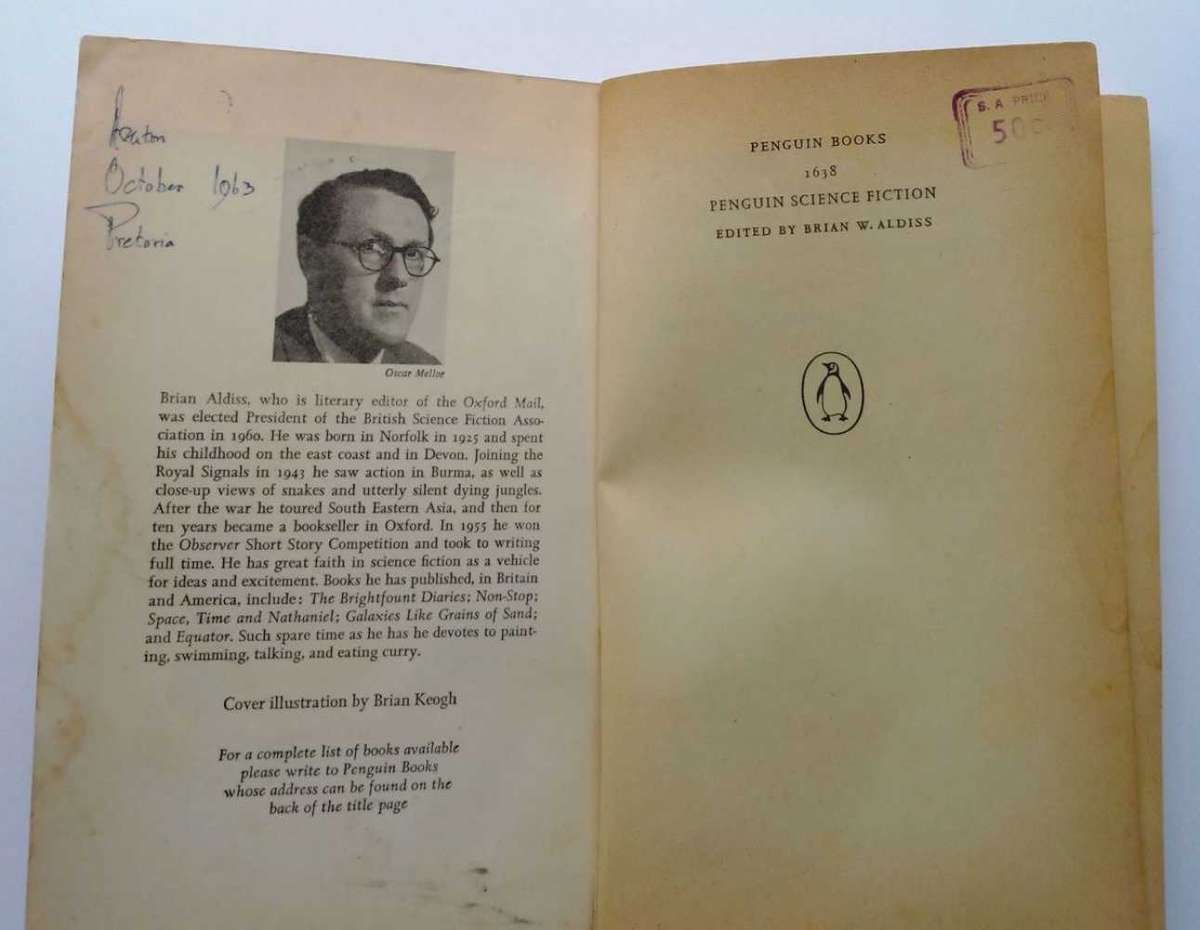 October 1963
Pretoria
Oscar Mellor
Brian Aldiss, who is literary editor of the Oxford Mail,
was elected President of the British Science Fiction Asso-
ciation in 1960. He was born in Norfolk in 1925 and spent
his childhood on the east coast and in Devon. Joining the
Royal Signals in 1943 he saw action in Burma, as well as
close-up views of snakes and utterly silent dying jungles.
After the war he toured South Eastern Asia, and then for
ten years became a bookseller in Oxford. In 1955 he won
the Observer Short Story Competition and took to writing
full time. He has great faith in science fiction as a vehicle
for ideas and excitement. Books he has published, in Britain
and America, include: The Brightfount Diaries; Non-Stop;
Space, Time and Nathaniel; Galaxies Like Grains of Sand;
and Equator. Such spare time as he has he devotes to paint-
ing, swimming, talking, and eating curry.
Cover illustration by Brian Keogh
For a complete list of books available
please write to Penguin Books
whose address can be found on the
back of the title page
S. A PRICE
50c
PENGUIN BOOKS
1638
PENGUIN SCIENCE FICTION
EDITED BY BRIAN W. ALDISS